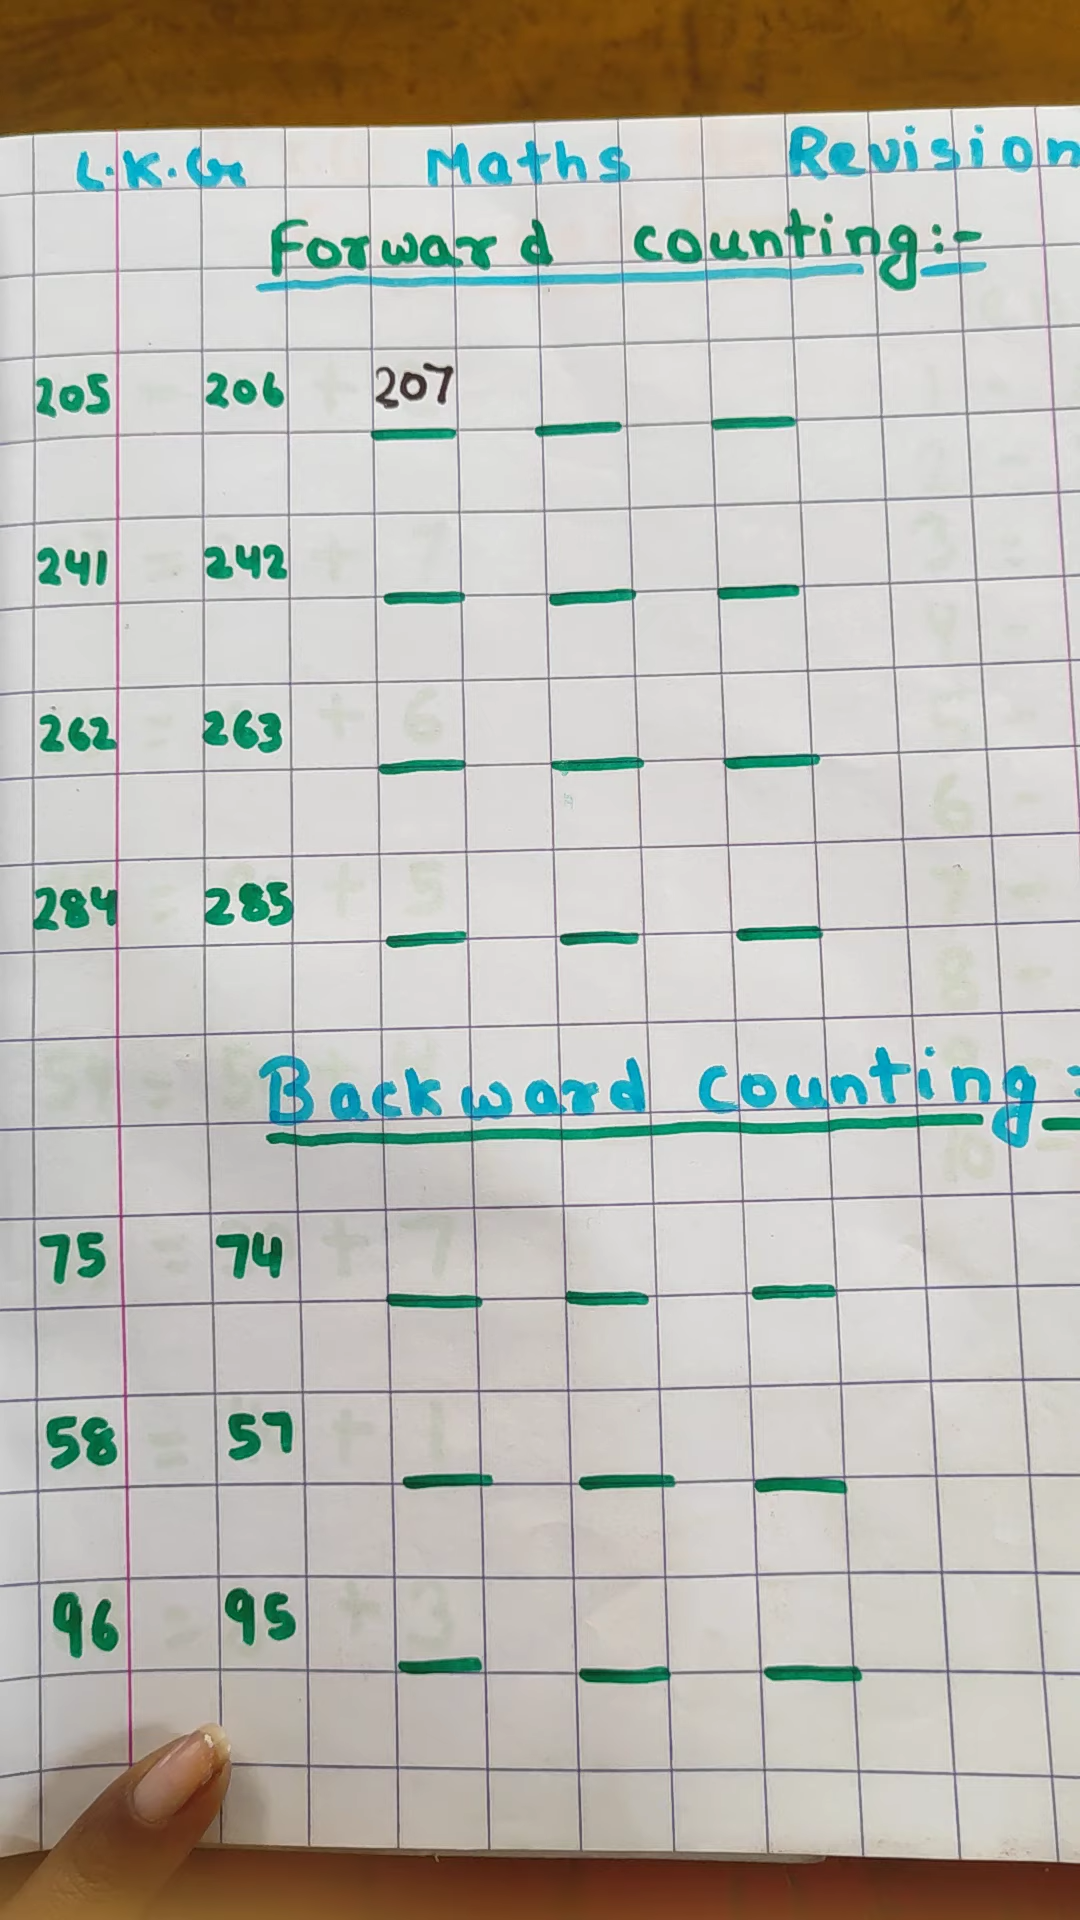 L.K.G Maths Revision
Forward counting:-
205 206 207
241 242
262 263
284 285
Backward counting:
75 74
58 57
96 95